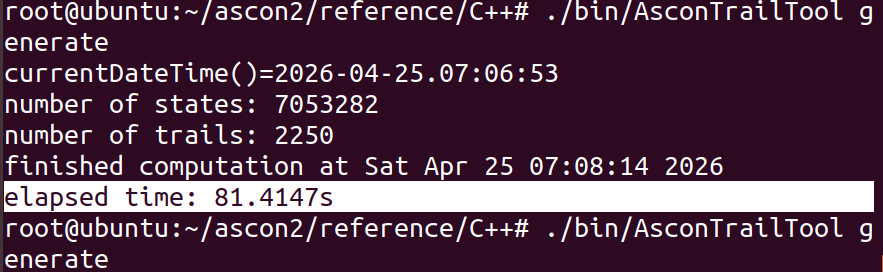 root@ubuntu:~/ascon2/reference/C++# ./bin/AsconTrailTool g
enerate
currentDateTime()=2026-04-25.07:06:53
number of states: 7053282
number of trails: 2250
finished computation at Sat Apr 25 07:08:14 2026
elapsed time: 81.4147s
root@ubuntu:~/ascon2/reference/C++# ./bin/AsconTrailTool g
enerate